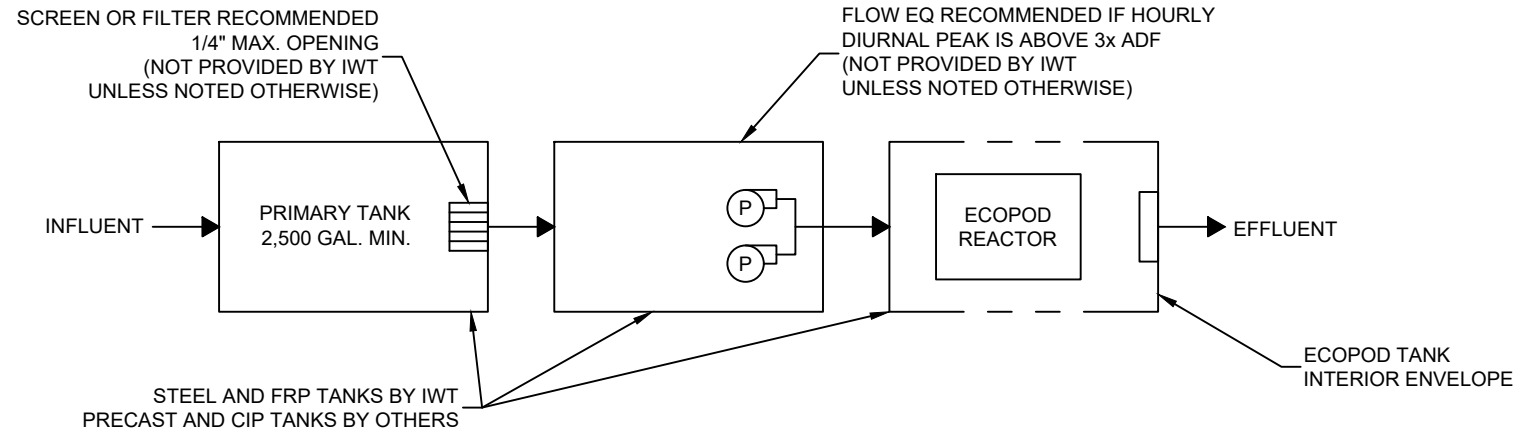 SCREEN OR FILTER RECOMMENDED
1/4" MAX. OPENING
(NOT PROVIDED BY IWT
UNLESS NOTED OTHERWISE)
FLOW EQ RECOMMENDED IF HOURLY
DIURNAL PEAK IS ABOVE 3x ADF
(NOT PROVIDED BY IWT
UNLESS NOTED OTHERWISE)
INFLUENT
PRIMARY TANK
2,500 GAL. MIN.
P
P
ECOPOD
REACTOR
EFFLUENT
STEEL AND FRP TANKS BY IWT
PRECAST AND CIP TANKS BY OTHERS
ECOPOD TANK
INTERIOR ENVELOPE